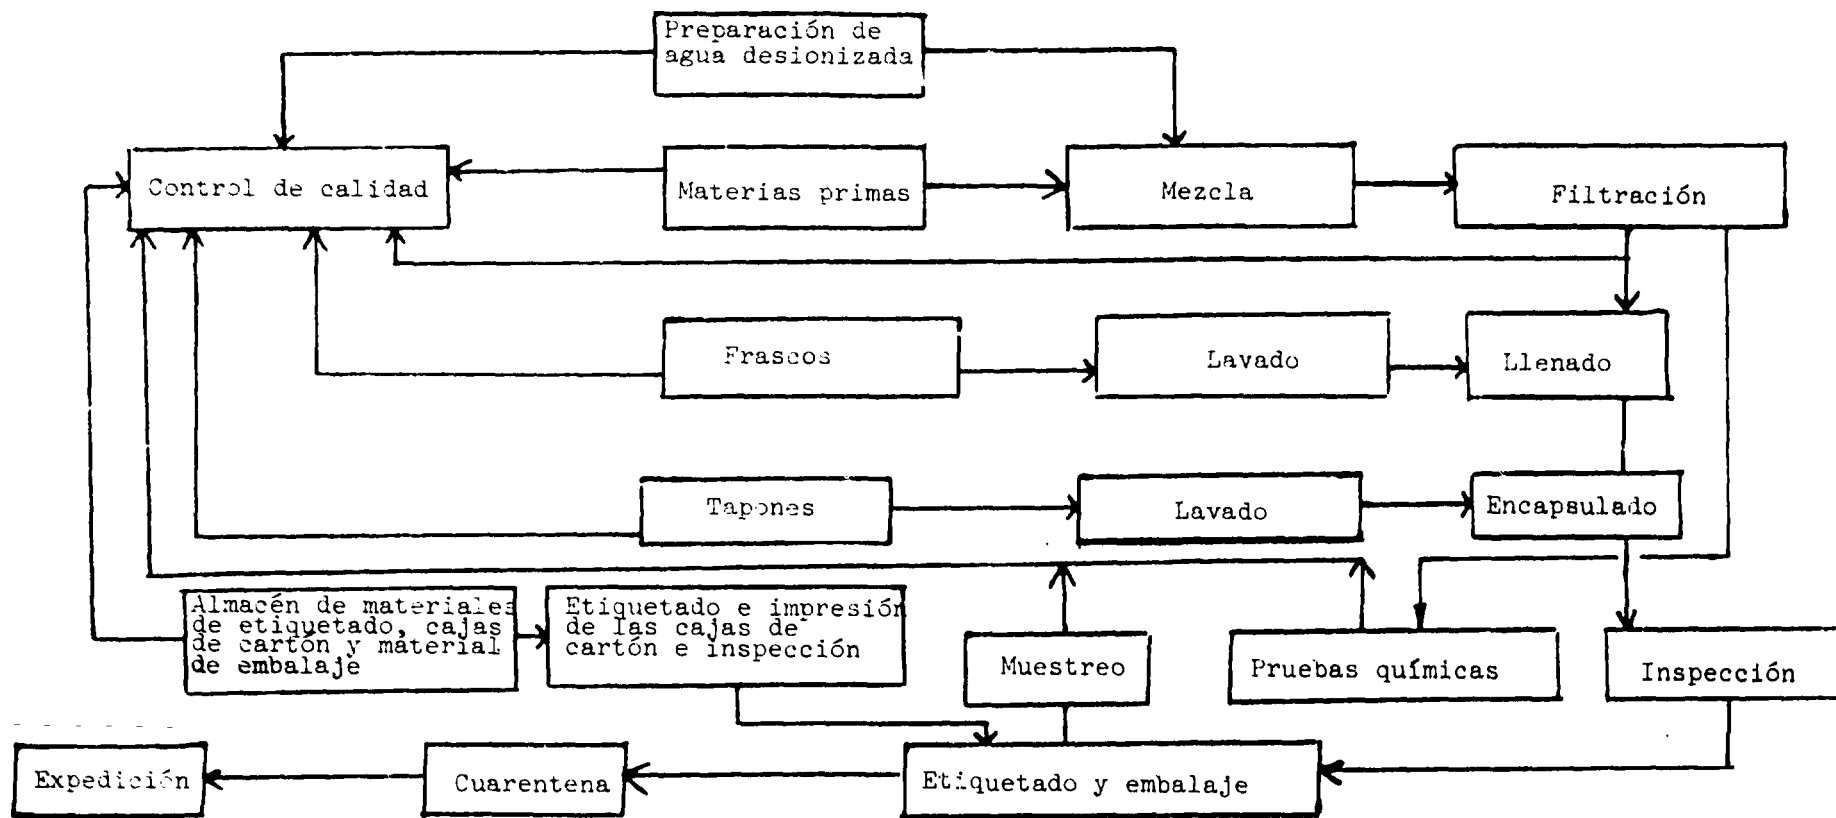 Preparación de
agua desionizada
Control de calidad
Materias primas
Mezcla
Filtración
Frascos
Lavado
Llenado
Tapones
Lavado
Encapsulado
Almacén de materiales
de etiquetado, cajas
de cartón y material
de embalaje
Etiquetado e impresión
de las cajas de
cartón e inspección
Muestreo
Pruebas químicas
Inspección
Expedición
Cuarentena
Etiquetado y embalaje